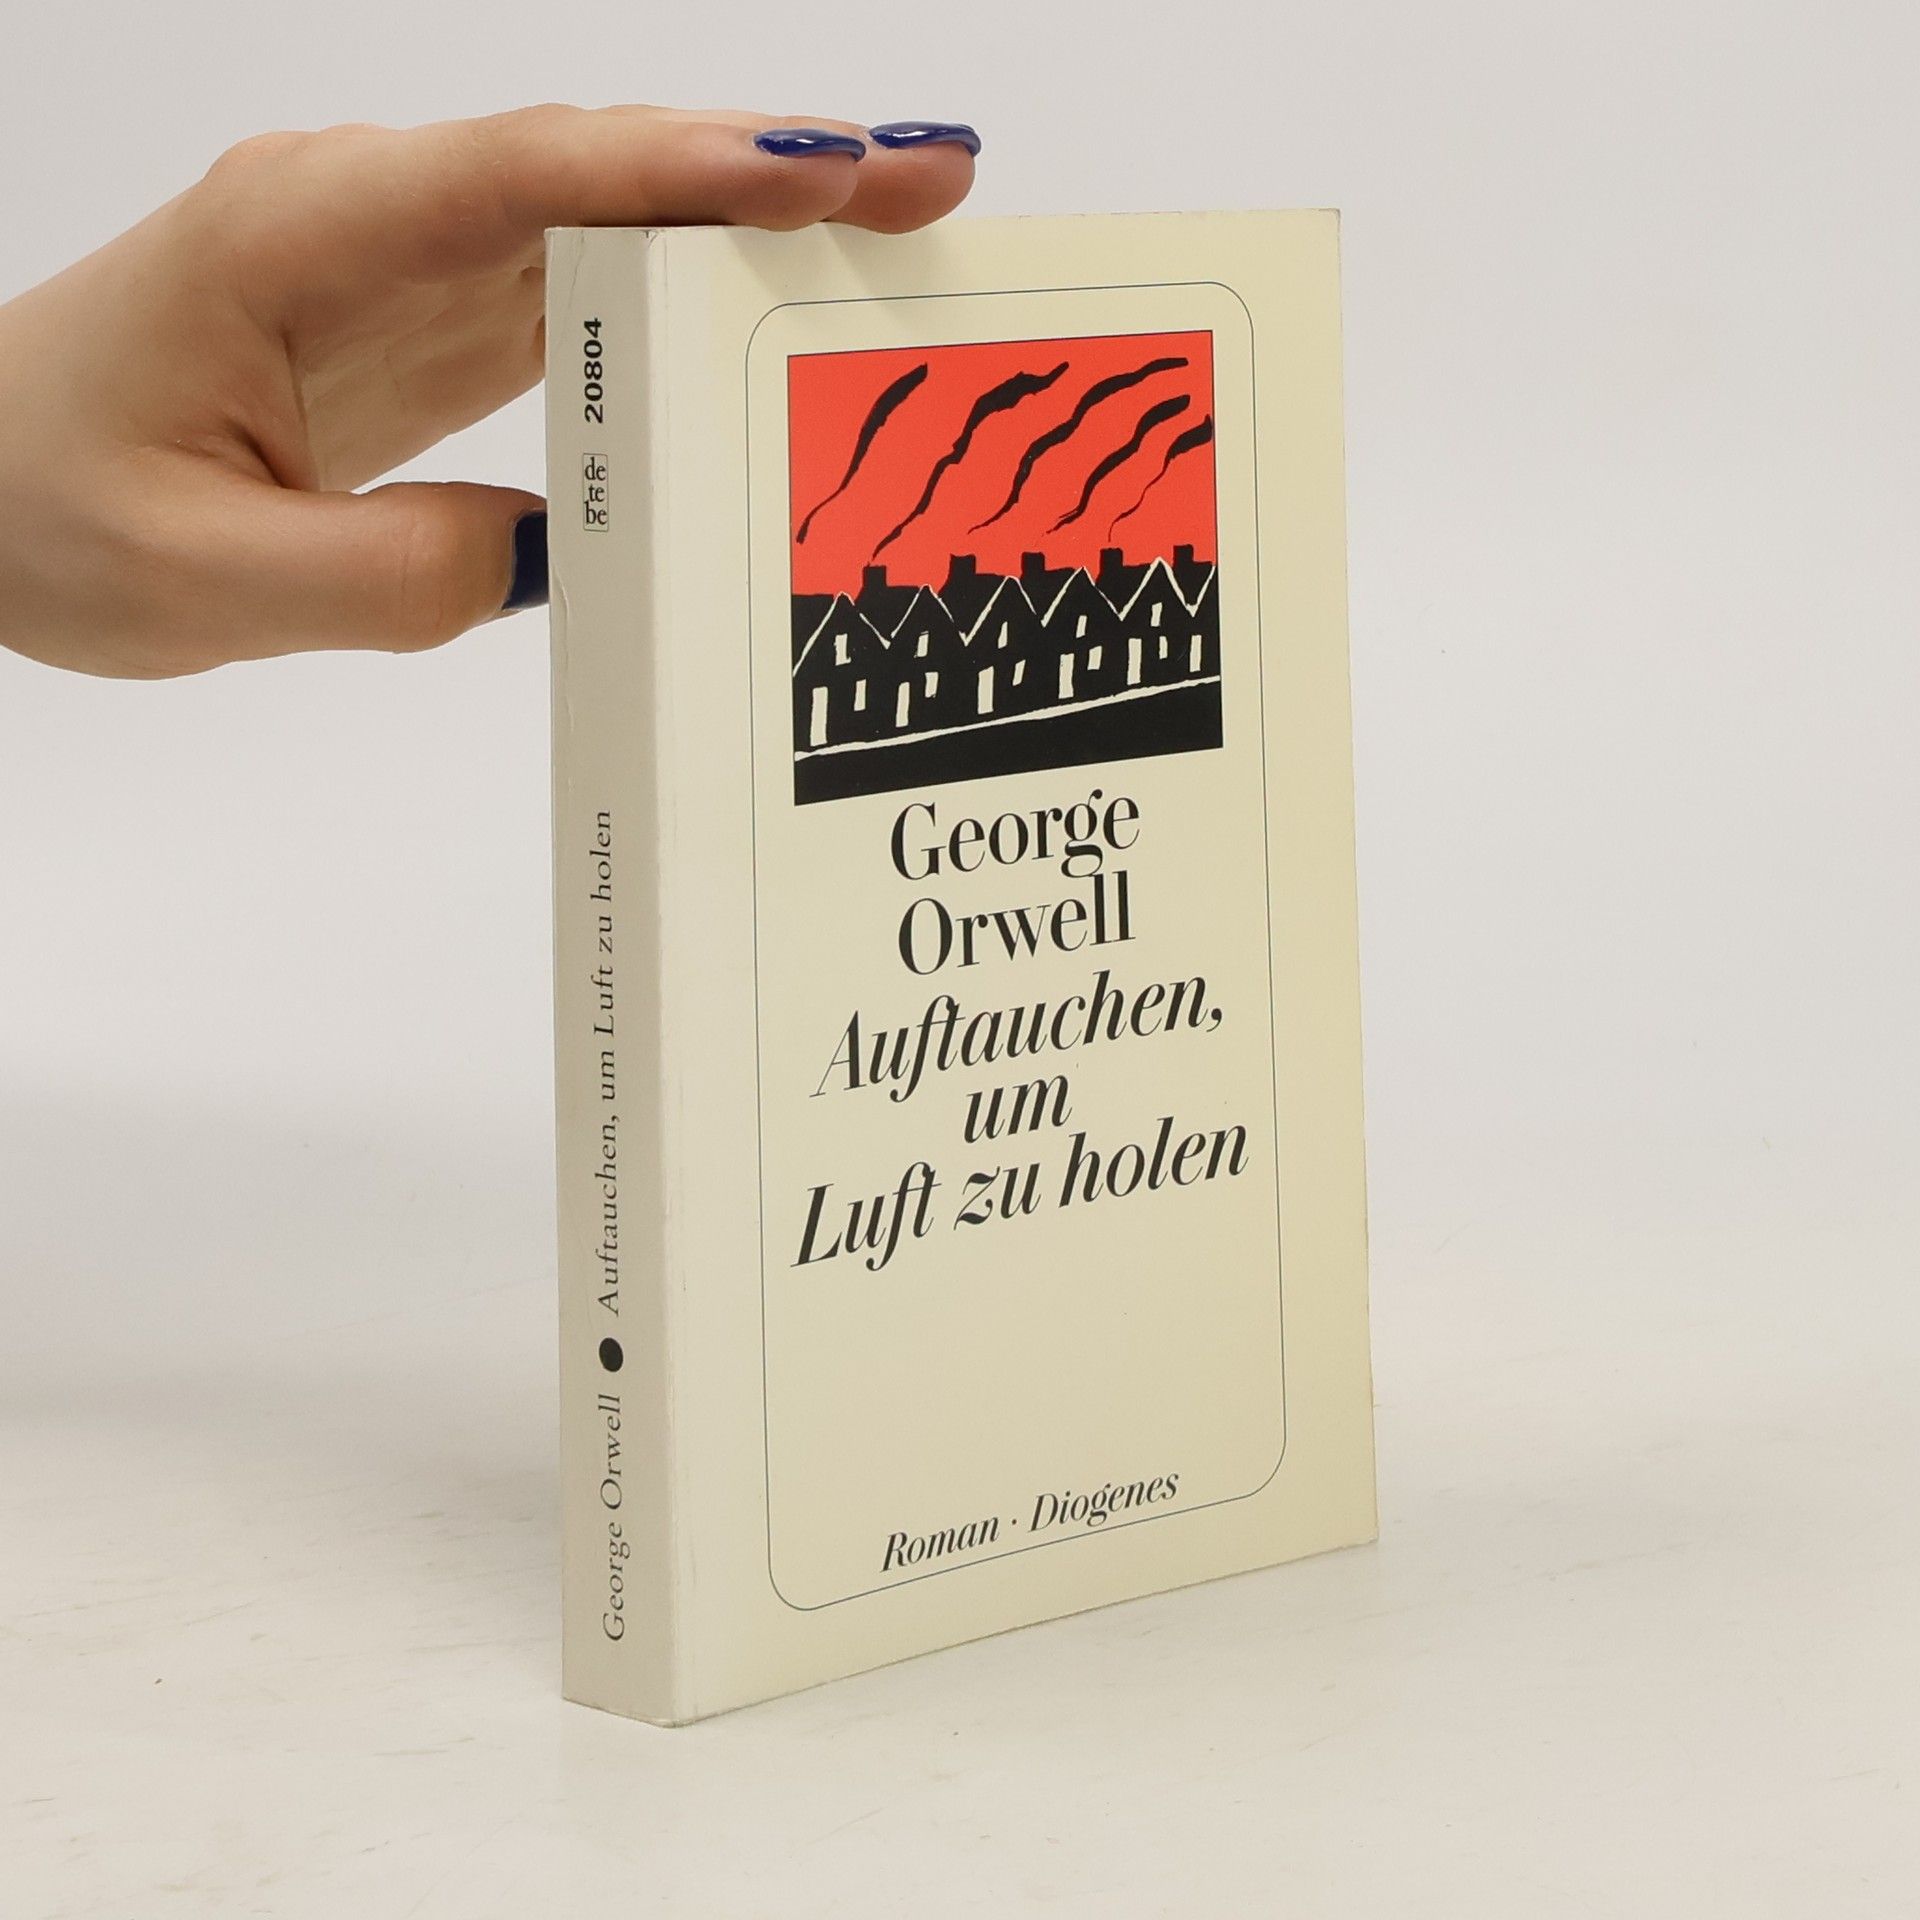 George
Orwell
Auftauchen,
um
Luft zu holen
Roman · Diogenes
George Orwell ● Auftauchen, um Luft zu holen
de
te
be
20804